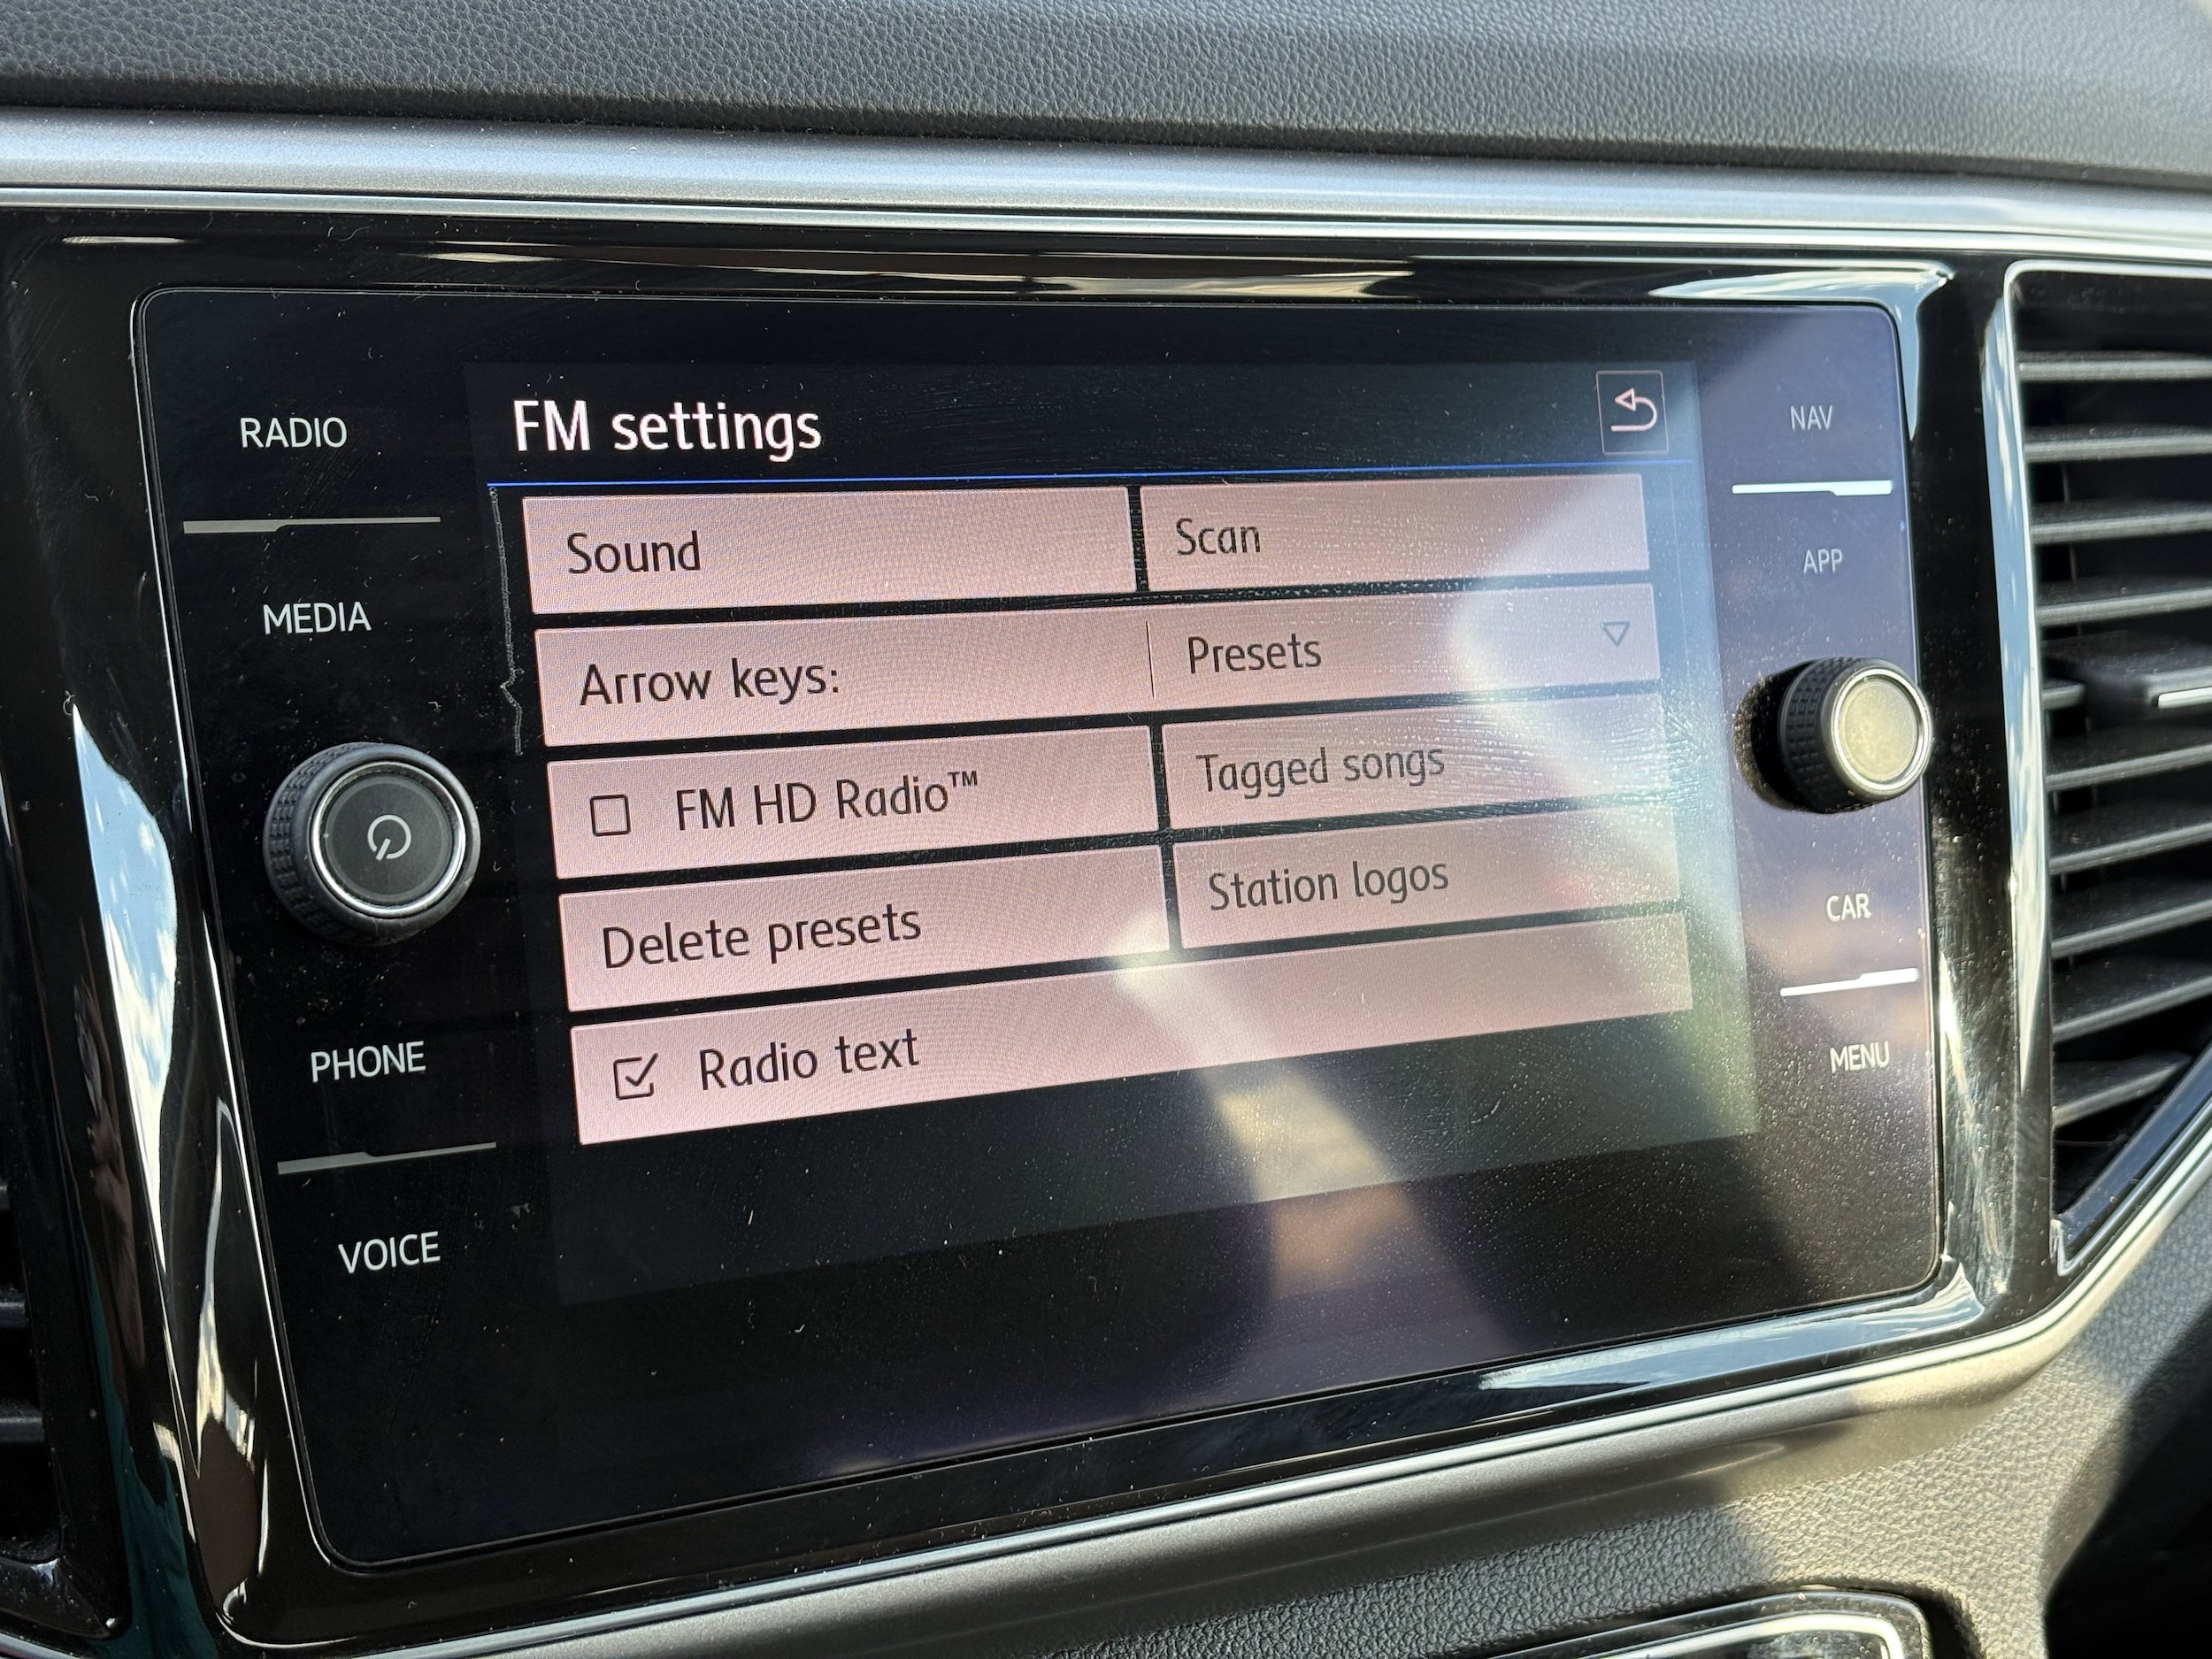 FM settings
Sound
Scan
Arrow keys:
Presets
FM HD Radio™
Tagged songs
Delete presets
Station logos
Radio text
RADIO
MEDIA
PHONE
VOICE
NAV
APP
CAR
MENU